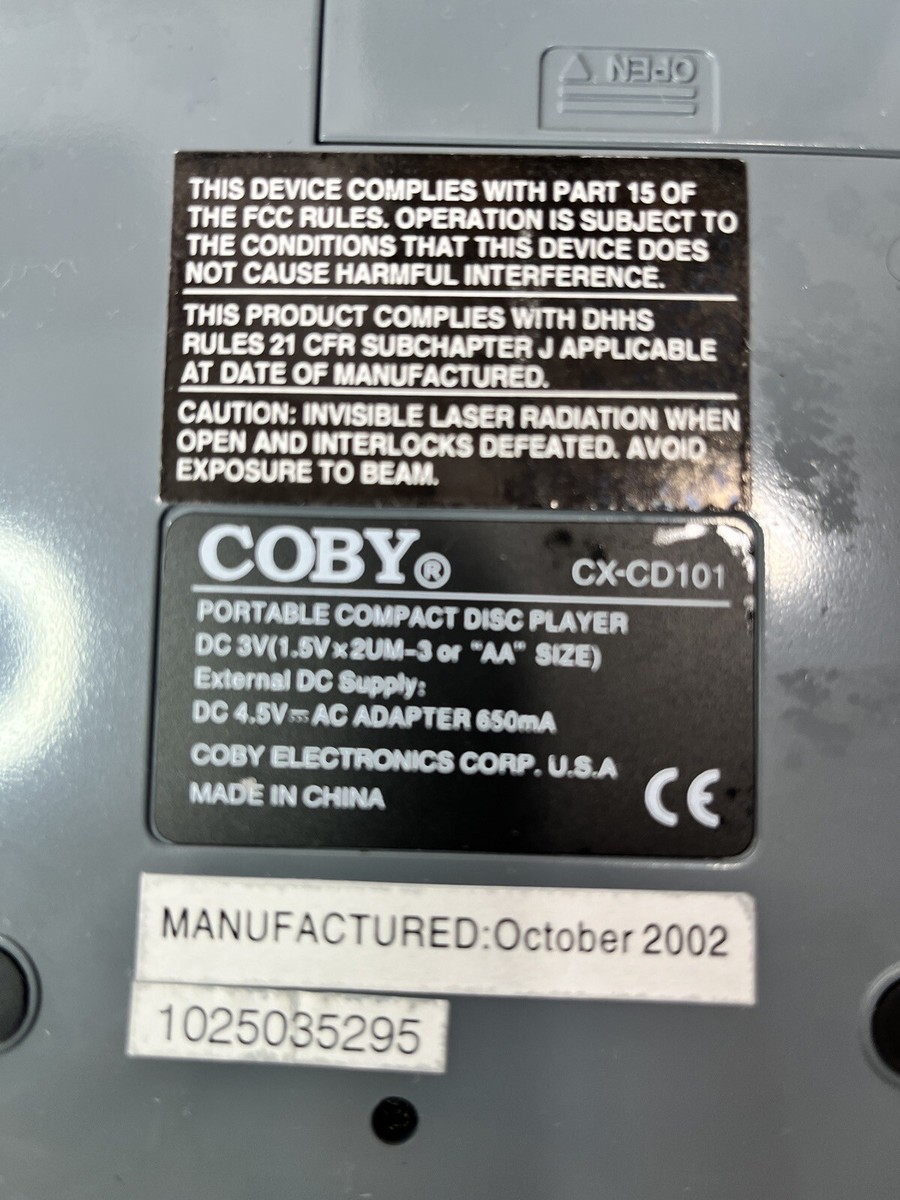 OPEN
THIS DEVICE COMPLIES WITH PART 15 OF
THE FCC RULES. OPERATION IS SUBJECT TO
THE CONDITIONS THAT THIS DEVICE DOES
NOT CAUSE HARMFUL INTERFERENCE.
THIS PRODUCT COMPLIES WITH DHHS
RULES 21 CFR SUBCHAPTER J APPLICABLE
AT DATE OF MANUFACTURED.
CAUTION: INVISIBLE LASER RADIATION WHEN
OPEN AND INTERLOCKS DEFEATED. AVOID
EXPOSURE TO BEAM.
COBY® CX-CD101
PORTABLE COMPACT DISC PLAYER
DC 3V(1.5V×2UM-3 or "AA" SIZE)
External DC Supply:
DC 4.5V⎓AC ADAPTER 650mA
COBY ELECTRONICS CORP. U.S.A
MADE IN CHINA CE
MANUFACTURED:October 2002
1025035295